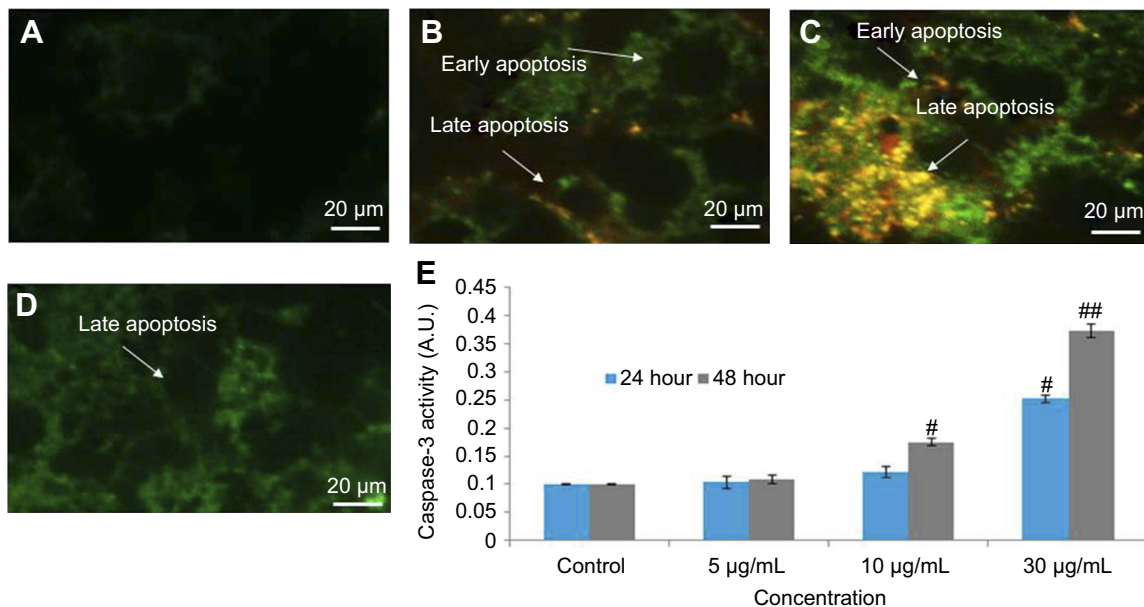 A
20 µm
B
Early apoptosis
Late apoptosis
20 µm
C
Early apoptosis
Late apoptosis
20 µm
D
Late apoptosis
20 µm
E
Caspase-3 activity (A.U.)
0.45
0.4
0.35
0.3
0.25
0.2
0.15
0.1
0.05
0
24 hour 48 hour
#
#
##
Control 5 µg/mL 10 µg/mL 30 µg/mL
Concentration